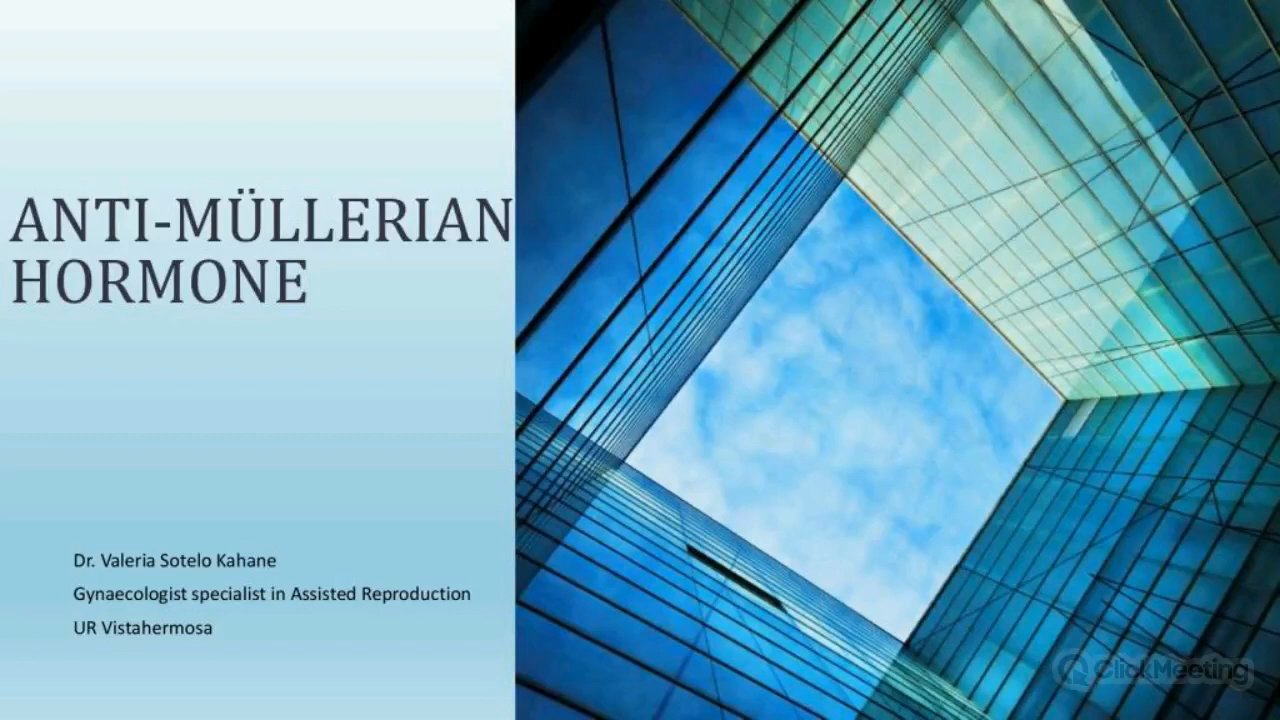 ANTI-MÜLLERIAN
HORMONE
Dr. Valeria Sotelo Kahane
Gynaecologist specialist in Assisted Reproduction
UR Vistahermosa
ClickMeeting